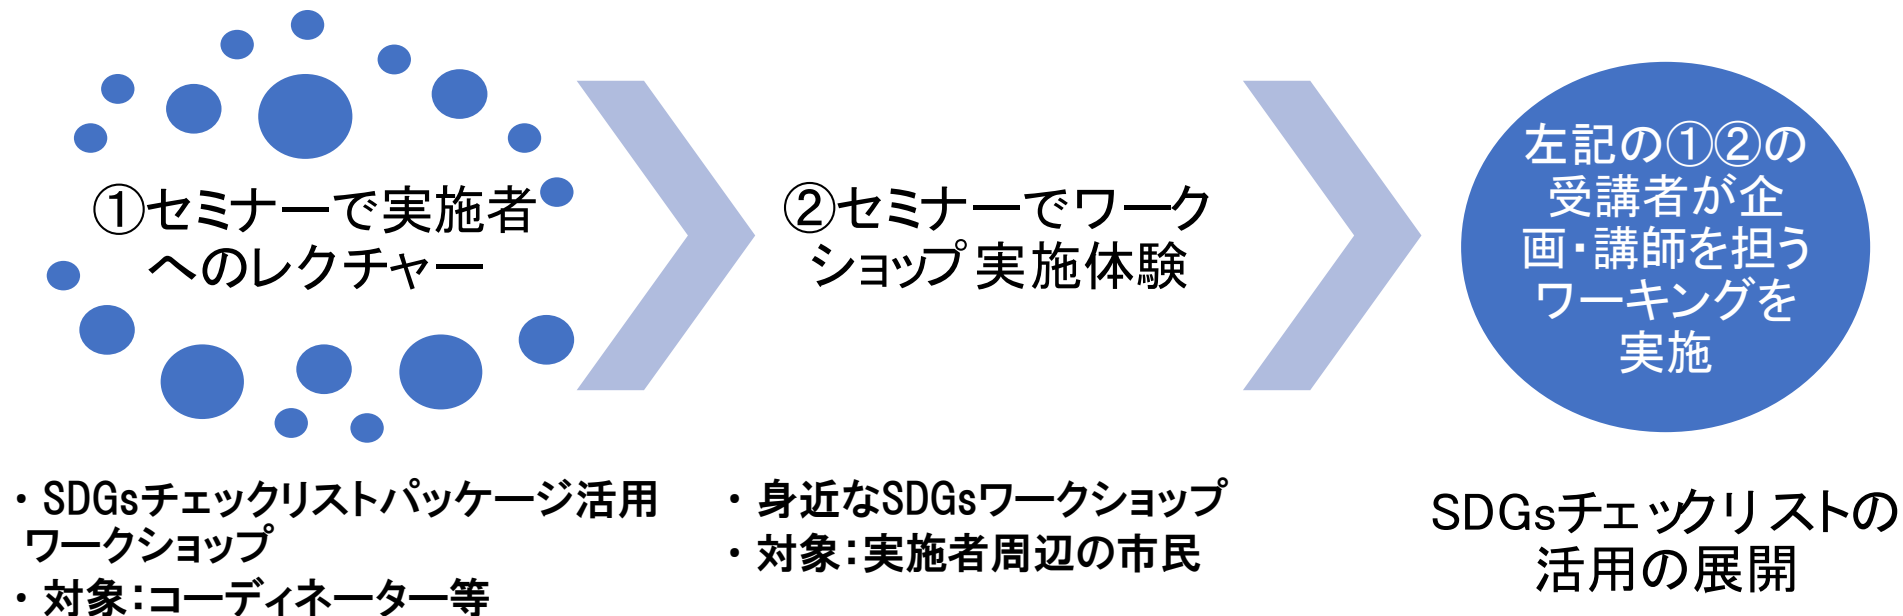 ①セミナーで実施者
へのレクチャー
・SDGsチェックリストパッケージ活用
ワークショップ
・対象：コーディネーター等
②セミナーでワーク
ショップ実施体験
・身近なSDGsワークショップ
・対象：実施者周辺の市民
左記の①②の
受講者が企
画・講師を担う
ワーキングを
実施
SDGsチェックリストの
活用の展開